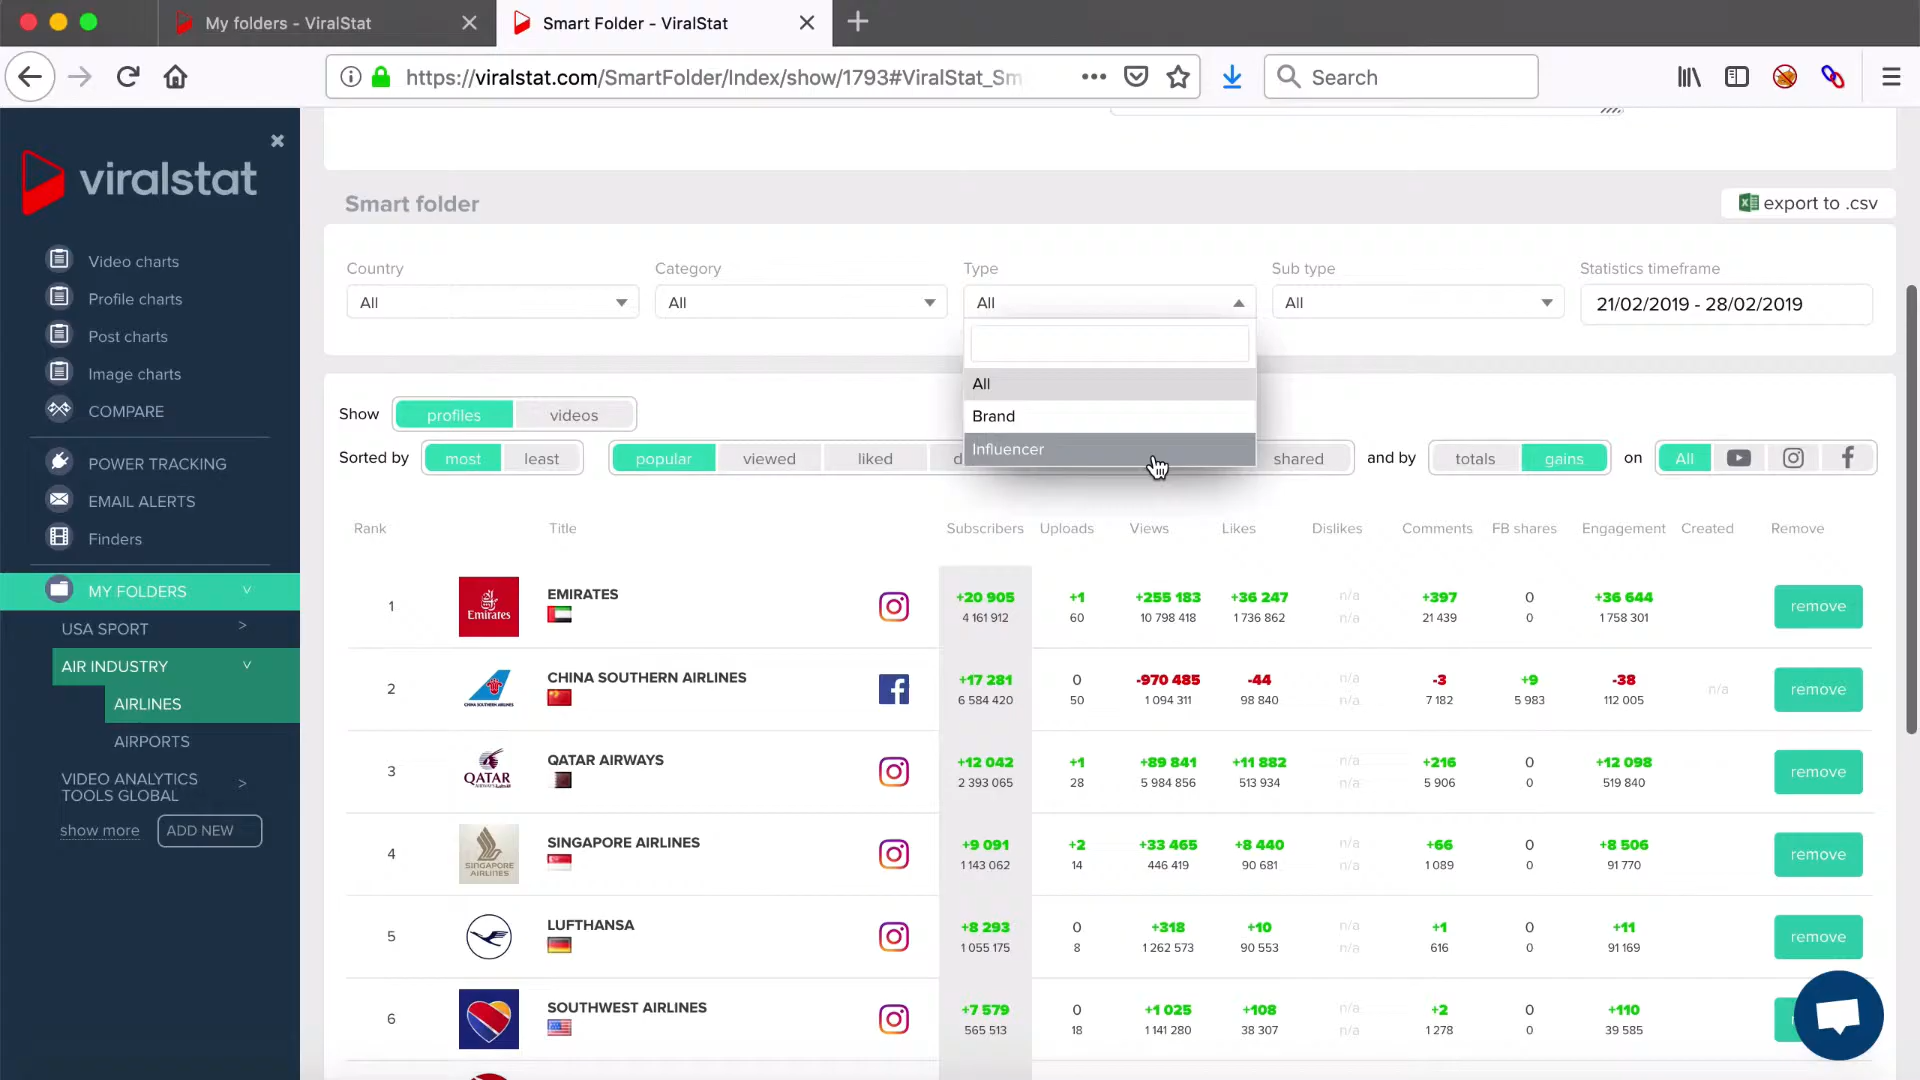 My folders - ViralStat
Smart Folder - ViralStat
https://viralstat.com/SmartFolder/Index/show/1793#ViralStat_Sm
Search
viralstat
Video charts
Profile charts
Post charts
Image charts
COMPARE
POWER TRACKING
EMAIL ALERTS
Finders
MY FOLDERS
USA SPORT
AIR INDUSTRY
AIRLINES
AIRPORTS
VIDEO ANALYTICS
TOOLS GLOBAL
show more
ADD NEW
Smart folder
export to .csv
Country
Category
Type
Sub type
Statistics timeframe
All
All
All
All
21/02/2019 - 28/02/2019
All
Brand
Influencer
Show profiles videos
Sorted by most least popular viewed liked d shared and by totals gains on All
Rank Title Subscribers Uploads Views Likes Dislikes Comments FB shares Engagement Created Remove
1 Emirates EMIRATES +20 905 +1 +255 183 +36 247 n/a +397 0 +36 644 remove
4 161 912 60 10 798 418 1 736 862 n/a 21 439 0 1 758 301
2 CHINA SOUTHERN AIRLINES CHINA SOUTHERN AIRLINES +17 281 0 -970 485 -44 n/a -3 +9 -38 n/a remove
6 584 420 50 1 094 311 98 840 n/a 7 182 5 983 112 005
3 QATAR AIRWAYS QATAR AIRWAYS +12 042 +1 +89 841 +11 882 n/a +216 0 +12 098 remove
2 393 065 28 5 984 856 513 934 n/a 5 906 0 519 840
4 SINGAPORE AIRLINES SINGAPORE AIRLINES +9 091 +2 +33 465 +8 440 n/a +66 0 +8 506 remove
1 143 062 14 446 419 90 681 n/a 1 089 0 91 770
5 LUFTHANSA +8 293 0 +318 +10 n/a +1 0 +11 remove
1 055 175 8 1 262 573 90 553 n/a 616 0 91 169
6 SOUTHWEST AIRLINES +7 579 0 +1 025 +108 n/a +2 0 +110
565 513 18 1 141 280 38 307 n/a 1 278 0 39 585